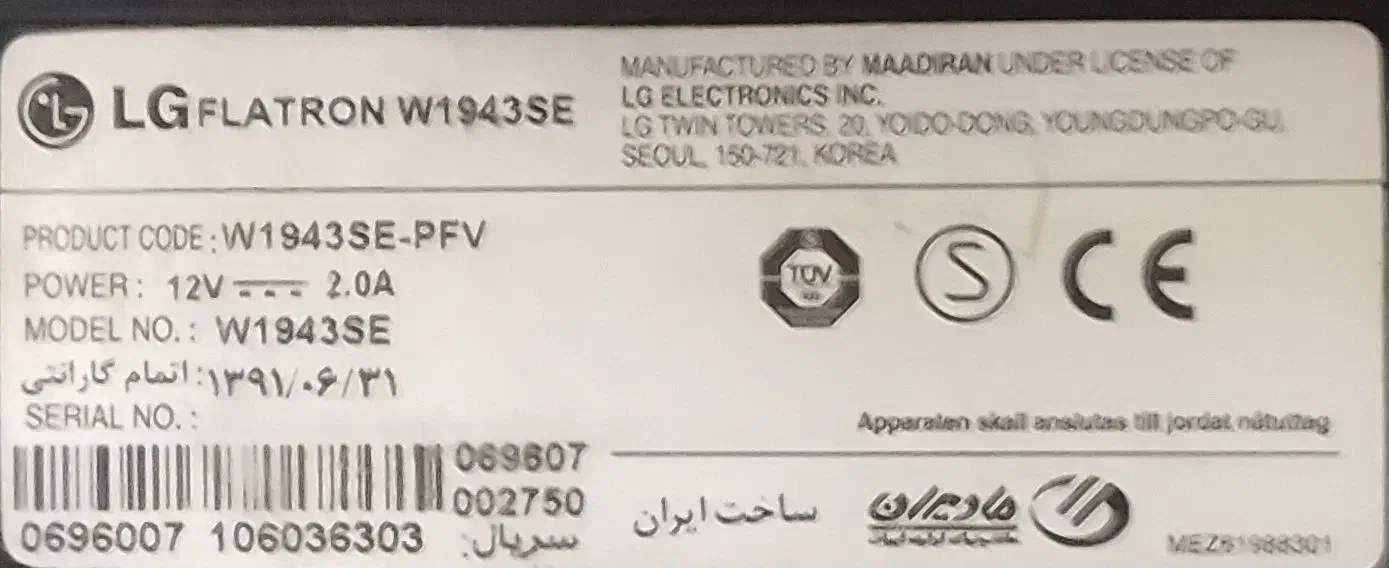 LG FLATRON W1943SE
MANUFACTURED BY MAADIRAN UNDER LICENSE OF
LG ELECTRONICS INC.
LG TWIN TOWERS, 20, YOIDO-DONG, YOUNGDUNGPO-GU,
SEOUL, 150-721, KOREA
PRODUCT CODE : W1943SE-PFV
POWER : 12V 2.0A
MODEL NO. : W1943SE
اتمام گارانتی: ۱۳۹۱/۰۶/۳۱
SERIAL NO. :
069607
002750
0696007 106036303 سریال:
TÜV
S
CE
Apparaten skall anslutas till jordat nätuttag
ساخت ایران
مادیران
MEZ61988301